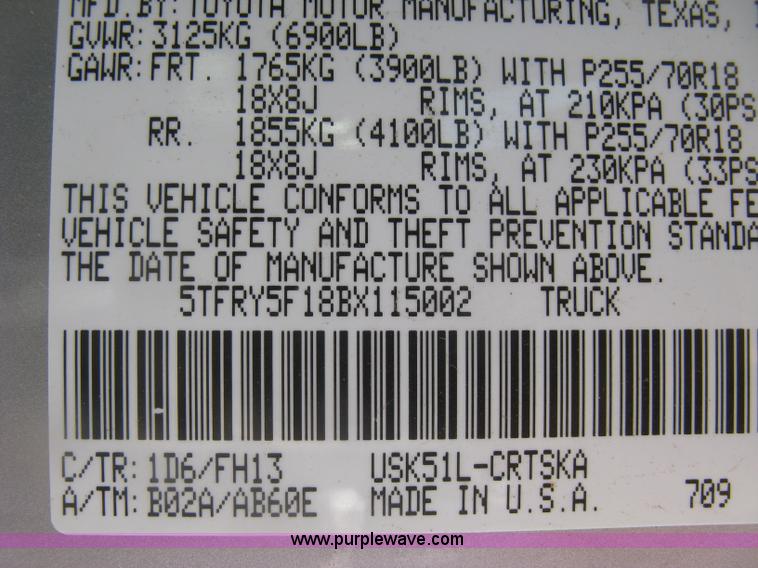 MFD.BY: TOYOTA MOTOR MANUFACTURING, TEXAS,
GVWR: 3125KG (6900LB)
GAWR: FRT. 1765KG (3900LB) WITH P255/70R18
18X8J RIMS, AT 210KPA (30PS
RR. 1855KG (4100LB) WITH P255/70R18
18X8J RIMS, AT 230KPA (33PS
THIS VEHICLE CONFORMS TO ALL APPLICABLE FE
VEHICLE SAFETY AND THEFT PREVENTION STANDA
THE DATE OF MANUFACTURE SHOWN ABOVE.
5TFRY5F18BX115002 TRUCK
C/TR: 1D6/FH13 USK51L-CRTSKA
A/TM: B02A/AB60E MADE IN U.S.A. 709
www.purplewave.com